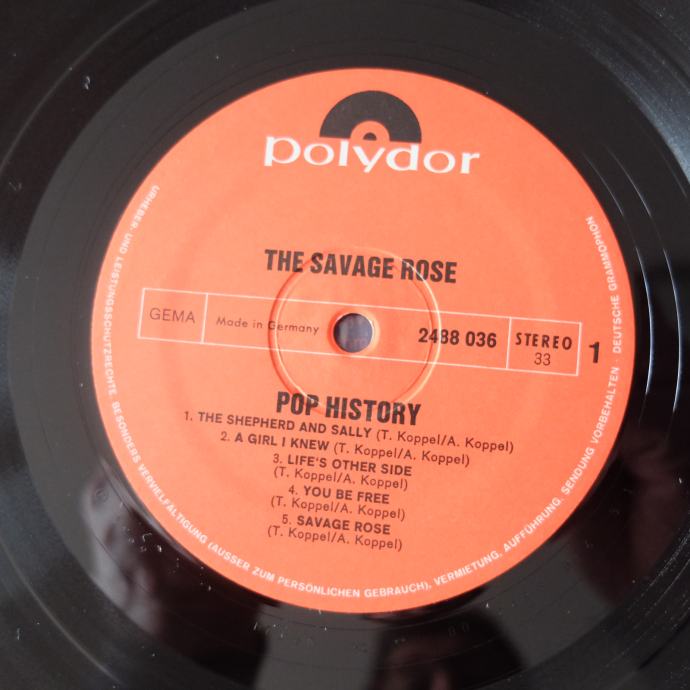 polydor
THE SAVAGE ROSE
GEMA
Made in Germany
2488 036
STEREO
33
1
POP HISTORY
1. THE SHEPHERD AND SALLY (T. Koppel/A. Koppel)
2. A GIRL I KNEW (T. Koppel/A. Koppel)
3. LIFE'S OTHER SIDE
(T. Koppel/A. Koppel)
4. YOU BE FREE
(T. Koppel/A. Koppel)
5. SAVAGE ROSE
(T. Koppel/A. Koppel)
URHEBER- UND LEISTUNGSSCHUTZRECHTE, BESONDERS VERVIELFÄLTIGUNG (AUSSER ZUM PERSÖNLICHEN GEBRAUCH), VERMIETUNG, AUFFÜHRUNG, SENDUNG VORBEHALTEN DEUTSCHE GRAMMOPHON